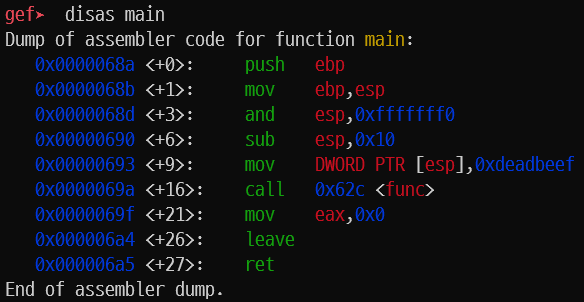 gef➤  disas main
Dump of assembler code for function main:
   0x0000068a <+0>:     push   ebp
   0x0000068b <+1>:     mov    ebp,esp
   0x0000068d <+3>:     and    esp,0xfffffff0
   0x00000690 <+6>:     sub    esp,0x10
   0x00000693 <+9>:     mov    DWORD PTR [esp],0xdeadbeef
   0x0000069a <+16>:    call   0x62c <func>
   0x0000069f <+21>:    mov    eax,0x0
   0x000006a4 <+26>:    leave
   0x000006a5 <+27>:    ret
End of assembler dump.